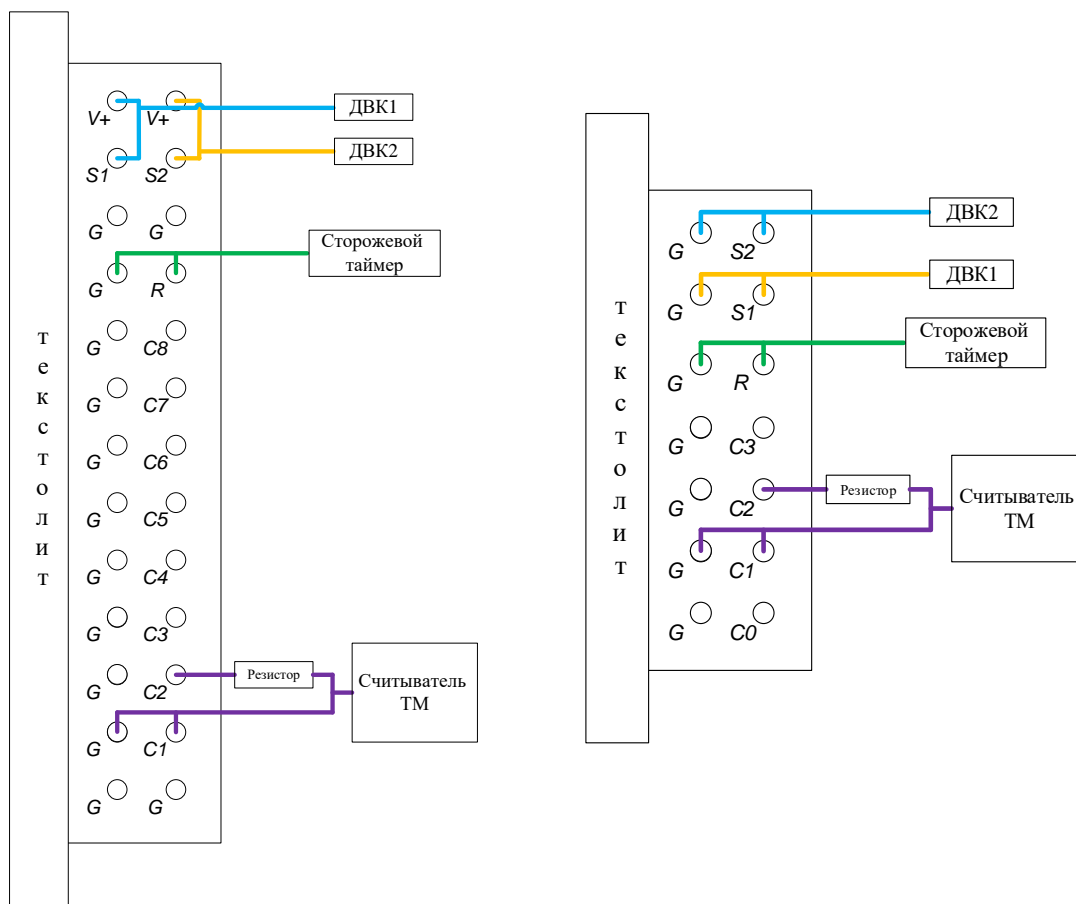 V+ V+ ДВК1
S1 S2 ДВК2
G G
G R Сторожевой
таймер
G C8
G C7
G C6
G C5
G C4
G C3
G C2 Резистор Считыватель
ТМ
G C1
G G
т
е
к
с
т
о
л
и
т
G S2 ДВК2
G S1 ДВК1
G R Сторожевой
таймер
G C3
G C2 Резистор Считыватель
ТМ
G C1
G C0
т
е
к
с
т
о
л
и
т